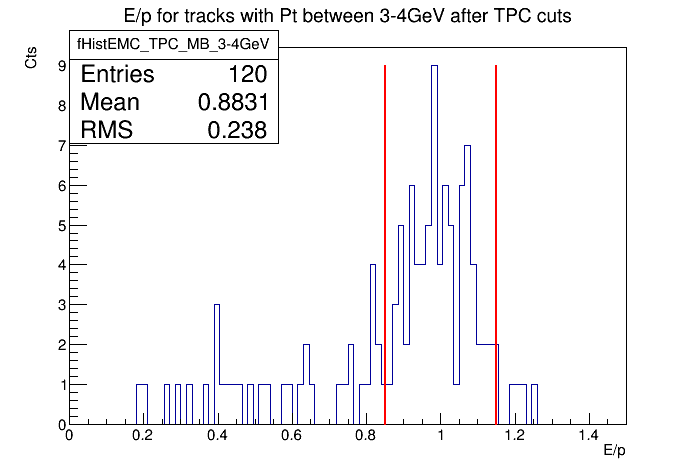 E/p for tracks with Pt between 3-4GeV after TPC cuts
fHistEMC_TPC_MB_3-4GeV
Entries 120
Mean 0.8831
RMS 0.238
Cts
9
8
7
6
5
4
3
2
1
0
0 0.2 0.4 0.6 0.8 1 1.2 1.4
E/p